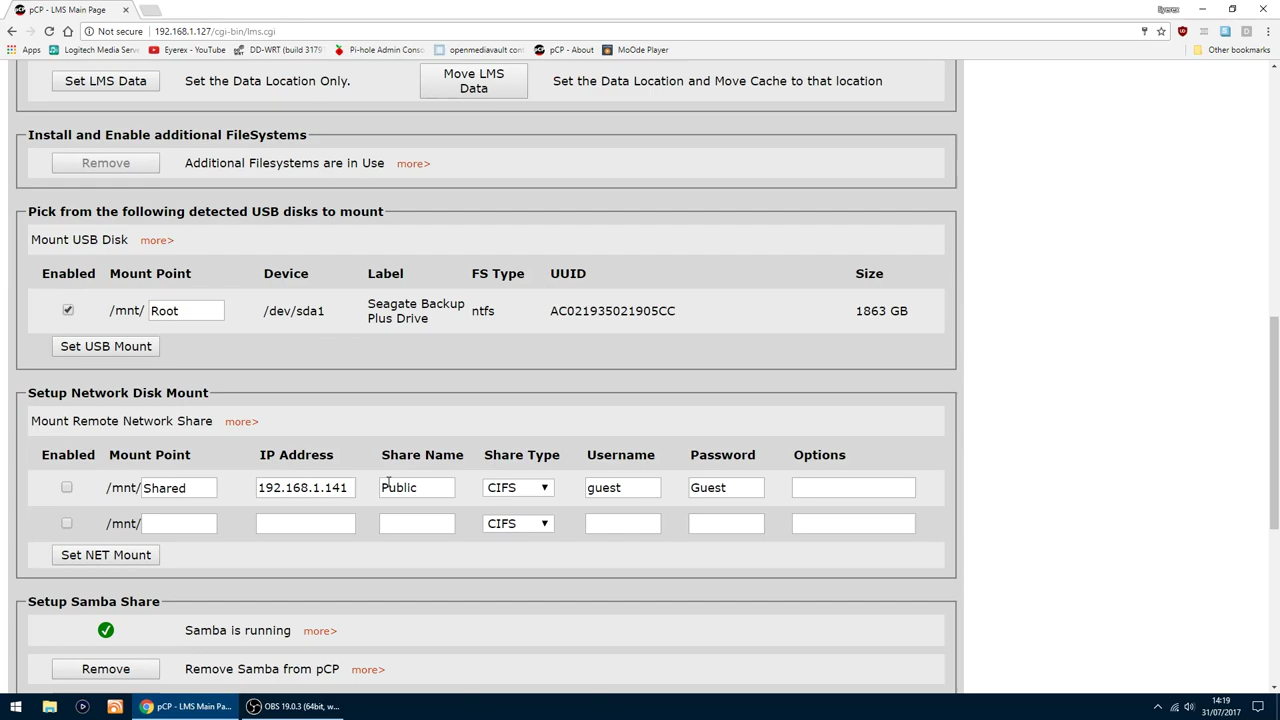 pCP - LMS Main Page
Eyerex
Not secure 192.168.1.127/cgi-bin/lms.cgi
Apps Logitech Media Serve Eyerex - YouTube DD-WRT (build 3179 Pi-hole Admin Conso openmediavault.com pCP - About MoOde Player Other bookmarks
Set LMS Data Set the Data Location Only. Move LMS Data Set the Data Location and Move Cache to that location
Install and Enable additional FileSystems
Remove Additional Filesystems are in Use more>
Pick from the following detected USB disks to mount
Mount USB Disk more>
Enabled Mount Point Device Label FS Type UUID Size
/mnt/ Root /dev/sda1 Seagate Backup Plus Drive ntfs AC021935021905CC 1863 GB
Set USB Mount
Setup Network Disk Mount
Mount Remote Network Share more>
Enabled Mount Point IP Address Share Name Share Type Username Password Options
/mnt/ Shared 192.168.1.141 Public CIFS guest Guest
/mnt/ CIFS
Set NET Mount
Setup Samba Share
Samba is running more>
Remove Remove Samba from pCP more>
pCP - LMS Main Pa... OBS 19.0.3 (64bit, w... 14:19
31/07/2017